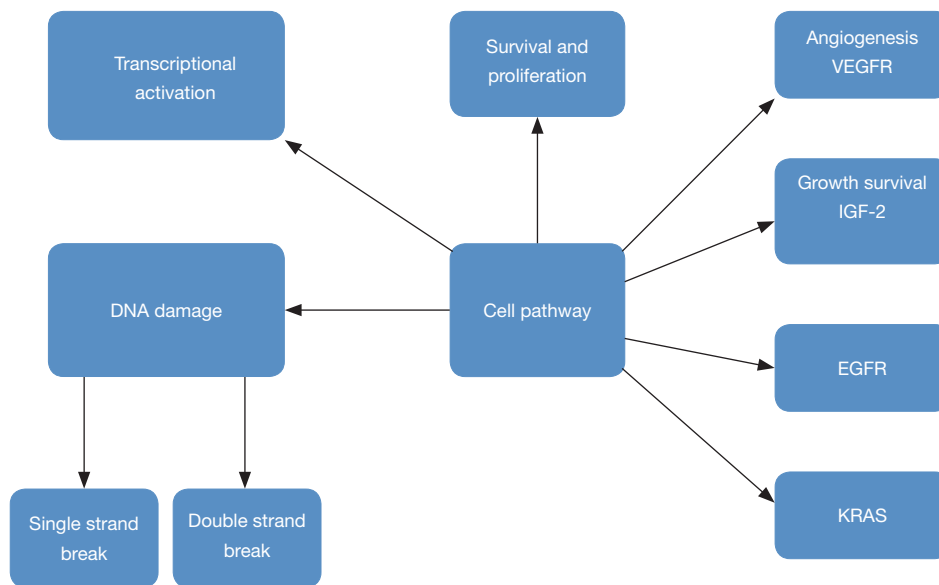 Transcriptional
activation
Survival and
proliferation
Angiogenesis
VEGFR
Growth survival
IGF-2
DNA damage
Cell pathway
EGFR
KRAS
Single strand
break
Double strand
break